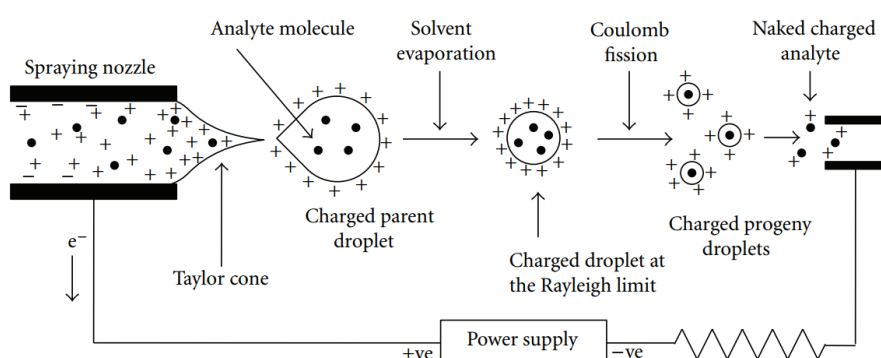 Analyte molecule
Solvent
evaporation
Coulomb
fission
Naked charged
analyte
Spraying nozzle
Charged parent
droplet
Charged progeny
droplets
e−
Taylor cone
Charged droplet at
the Rayleigh limit
+ve
Power supply
−ve